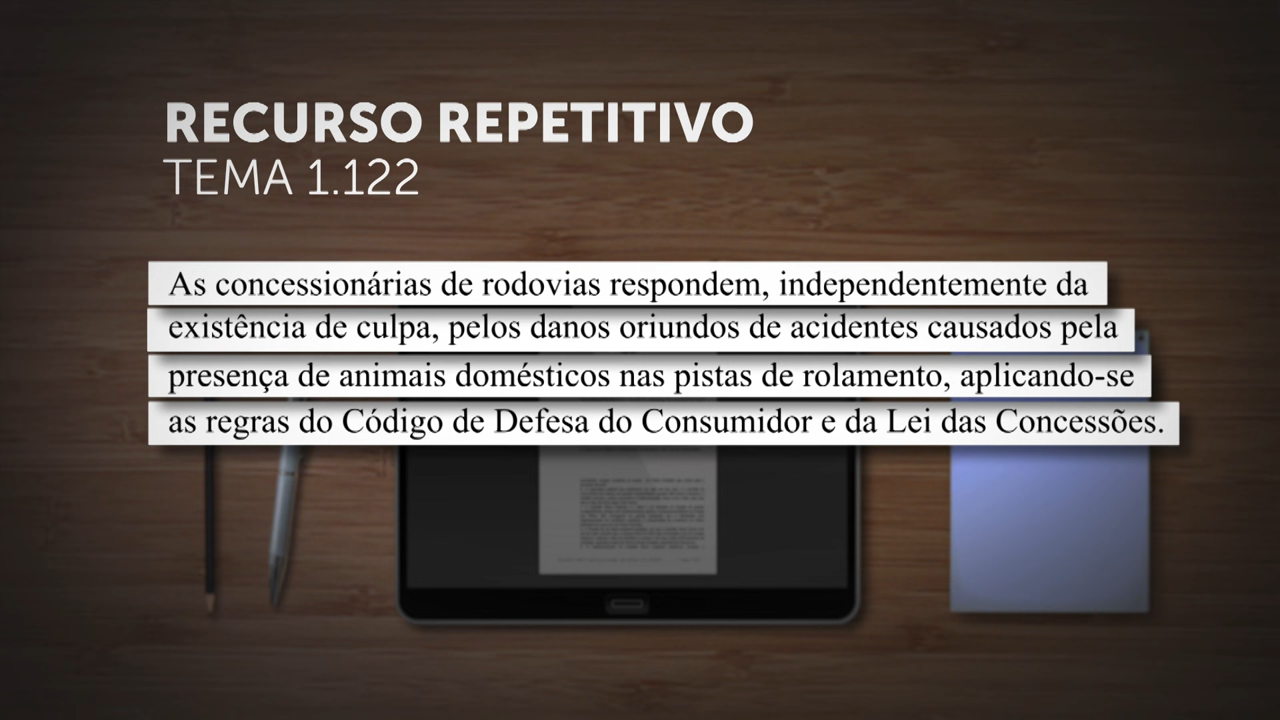 RECURSO REPETITIVO
TEMA 1.122
As concessionárias de rodovias respondem, independentemente da
existência de culpa, pelos danos oriundos de acidentes causados pela
presença de animais domésticos nas pistas de rolamento, aplicando-se
as regras do Código de Defesa do Consumidor e da Lei das Concessões.